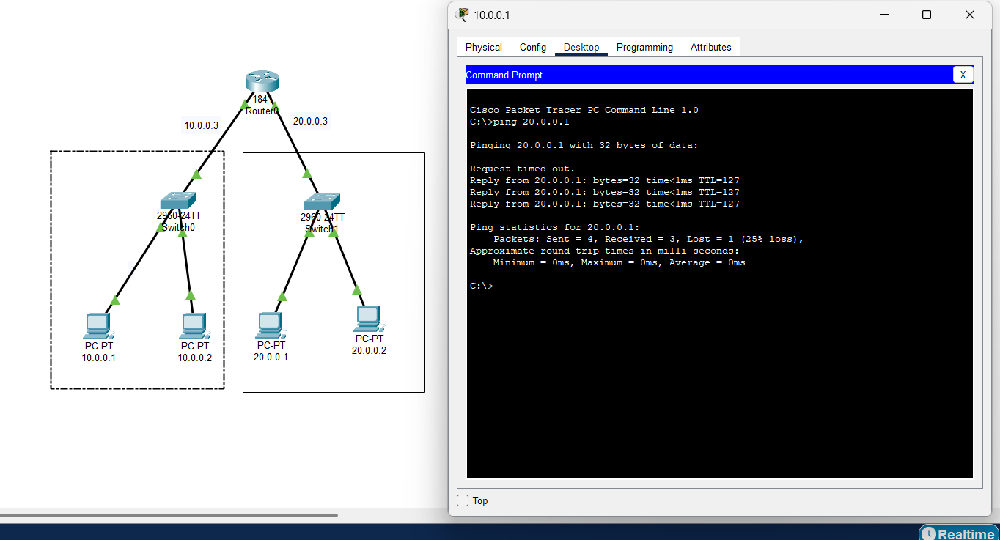 10.0.0.1
Physical
Config
Desktop
Programming
Attributes
Command Prompt
X
Cisco Packet Tracer PC Command Line 1.0
C:\>ping 20.0.0.1
Pinging 20.0.0.1 with 32 bytes of data:
Request timed out.
Reply from 20.0.0.1: bytes=32 time<1ms TTL=127
Reply from 20.0.0.1: bytes=32 time<1ms TTL=127
Reply from 20.0.0.1: bytes=32 time<1ms TTL=127
Ping statistics for 20.0.0.1:
Packets: Sent = 4, Received = 3, Lost = 1 (25% loss),
Approximate round trip times in milli-seconds:
Minimum = 0ms, Maximum = 0ms, Average = 0ms
C:\>
Top
Realtime
1841
Router0
10.0.0.3
20.0.0.3
2960-24TT
Switch0
2960-24TT
Switch1
PC-PT
10.0.0.1
PC-PT
10.0.0.2
PC-PT
20.0.0.1
PC-PT
20.0.0.2